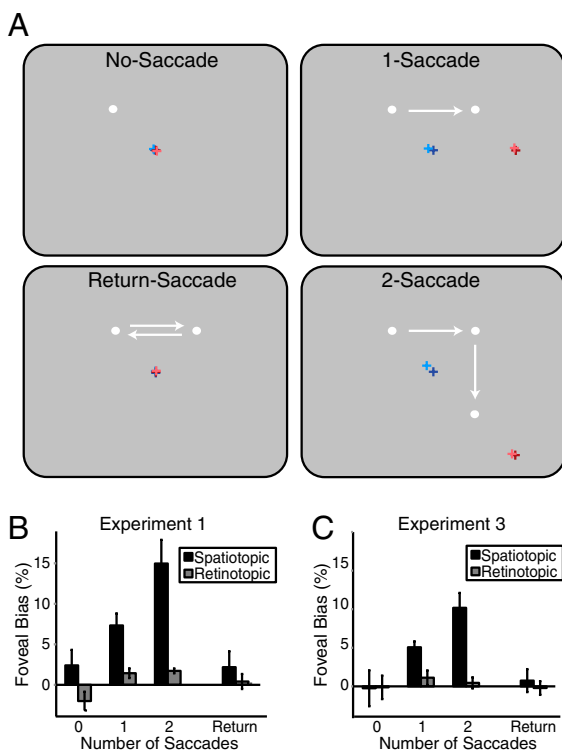 A
No-Saccade
1-Saccade
Return-Saccade
2-Saccade
B
Experiment 1
Spatiotopic
Retinotopic
Foveal Bias (%)
15
10
5
0
0 1 2 Return
Number of Saccades
C
Experiment 3
Spatiotopic
Retinotopic
Foveal Bias (%)
15
10
5
0
0 1 2 Return
Number of Saccades